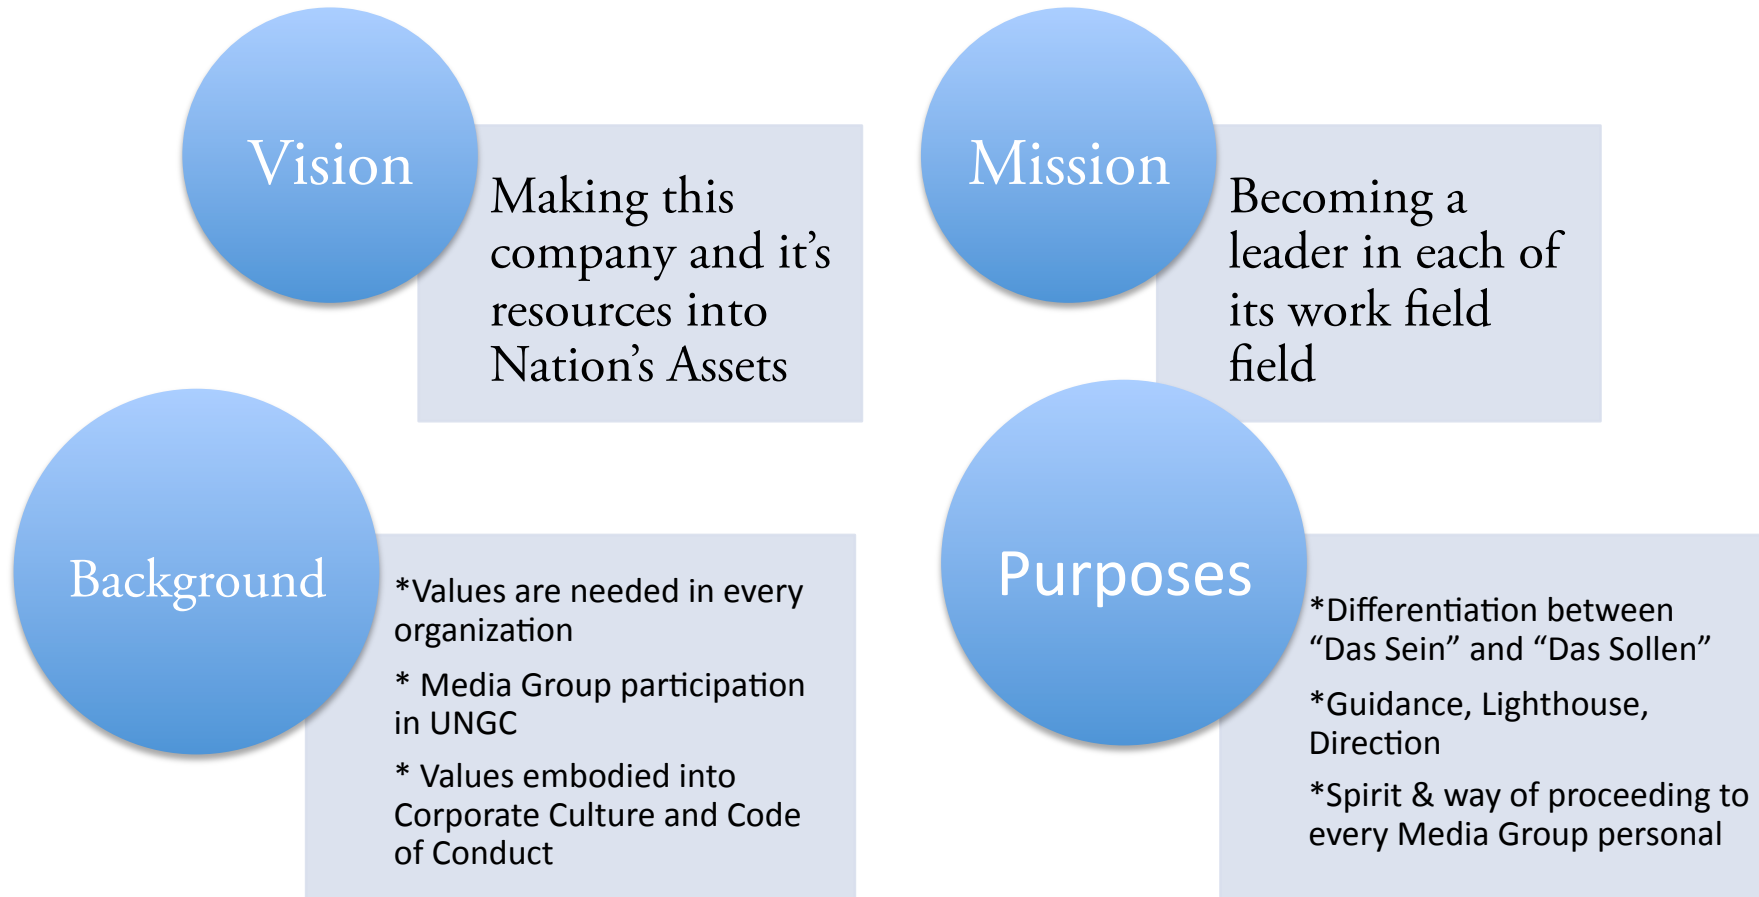 Vision
Making this
company and it’s
resources into
Nation’s Assets
Mission
Becoming a
leader in each of
its work field
field
Background
*Values are needed in every
organization
* Media Group participation
in UNGC
* Values embodied into
Corporate Culture and Code
of Conduct
Purposes
*Differentiation between
“Das Sein” and “Das Sollen”
*Guidance, Lighthouse,
Direction
*Spirit & way of proceeding to
every Media Group personal